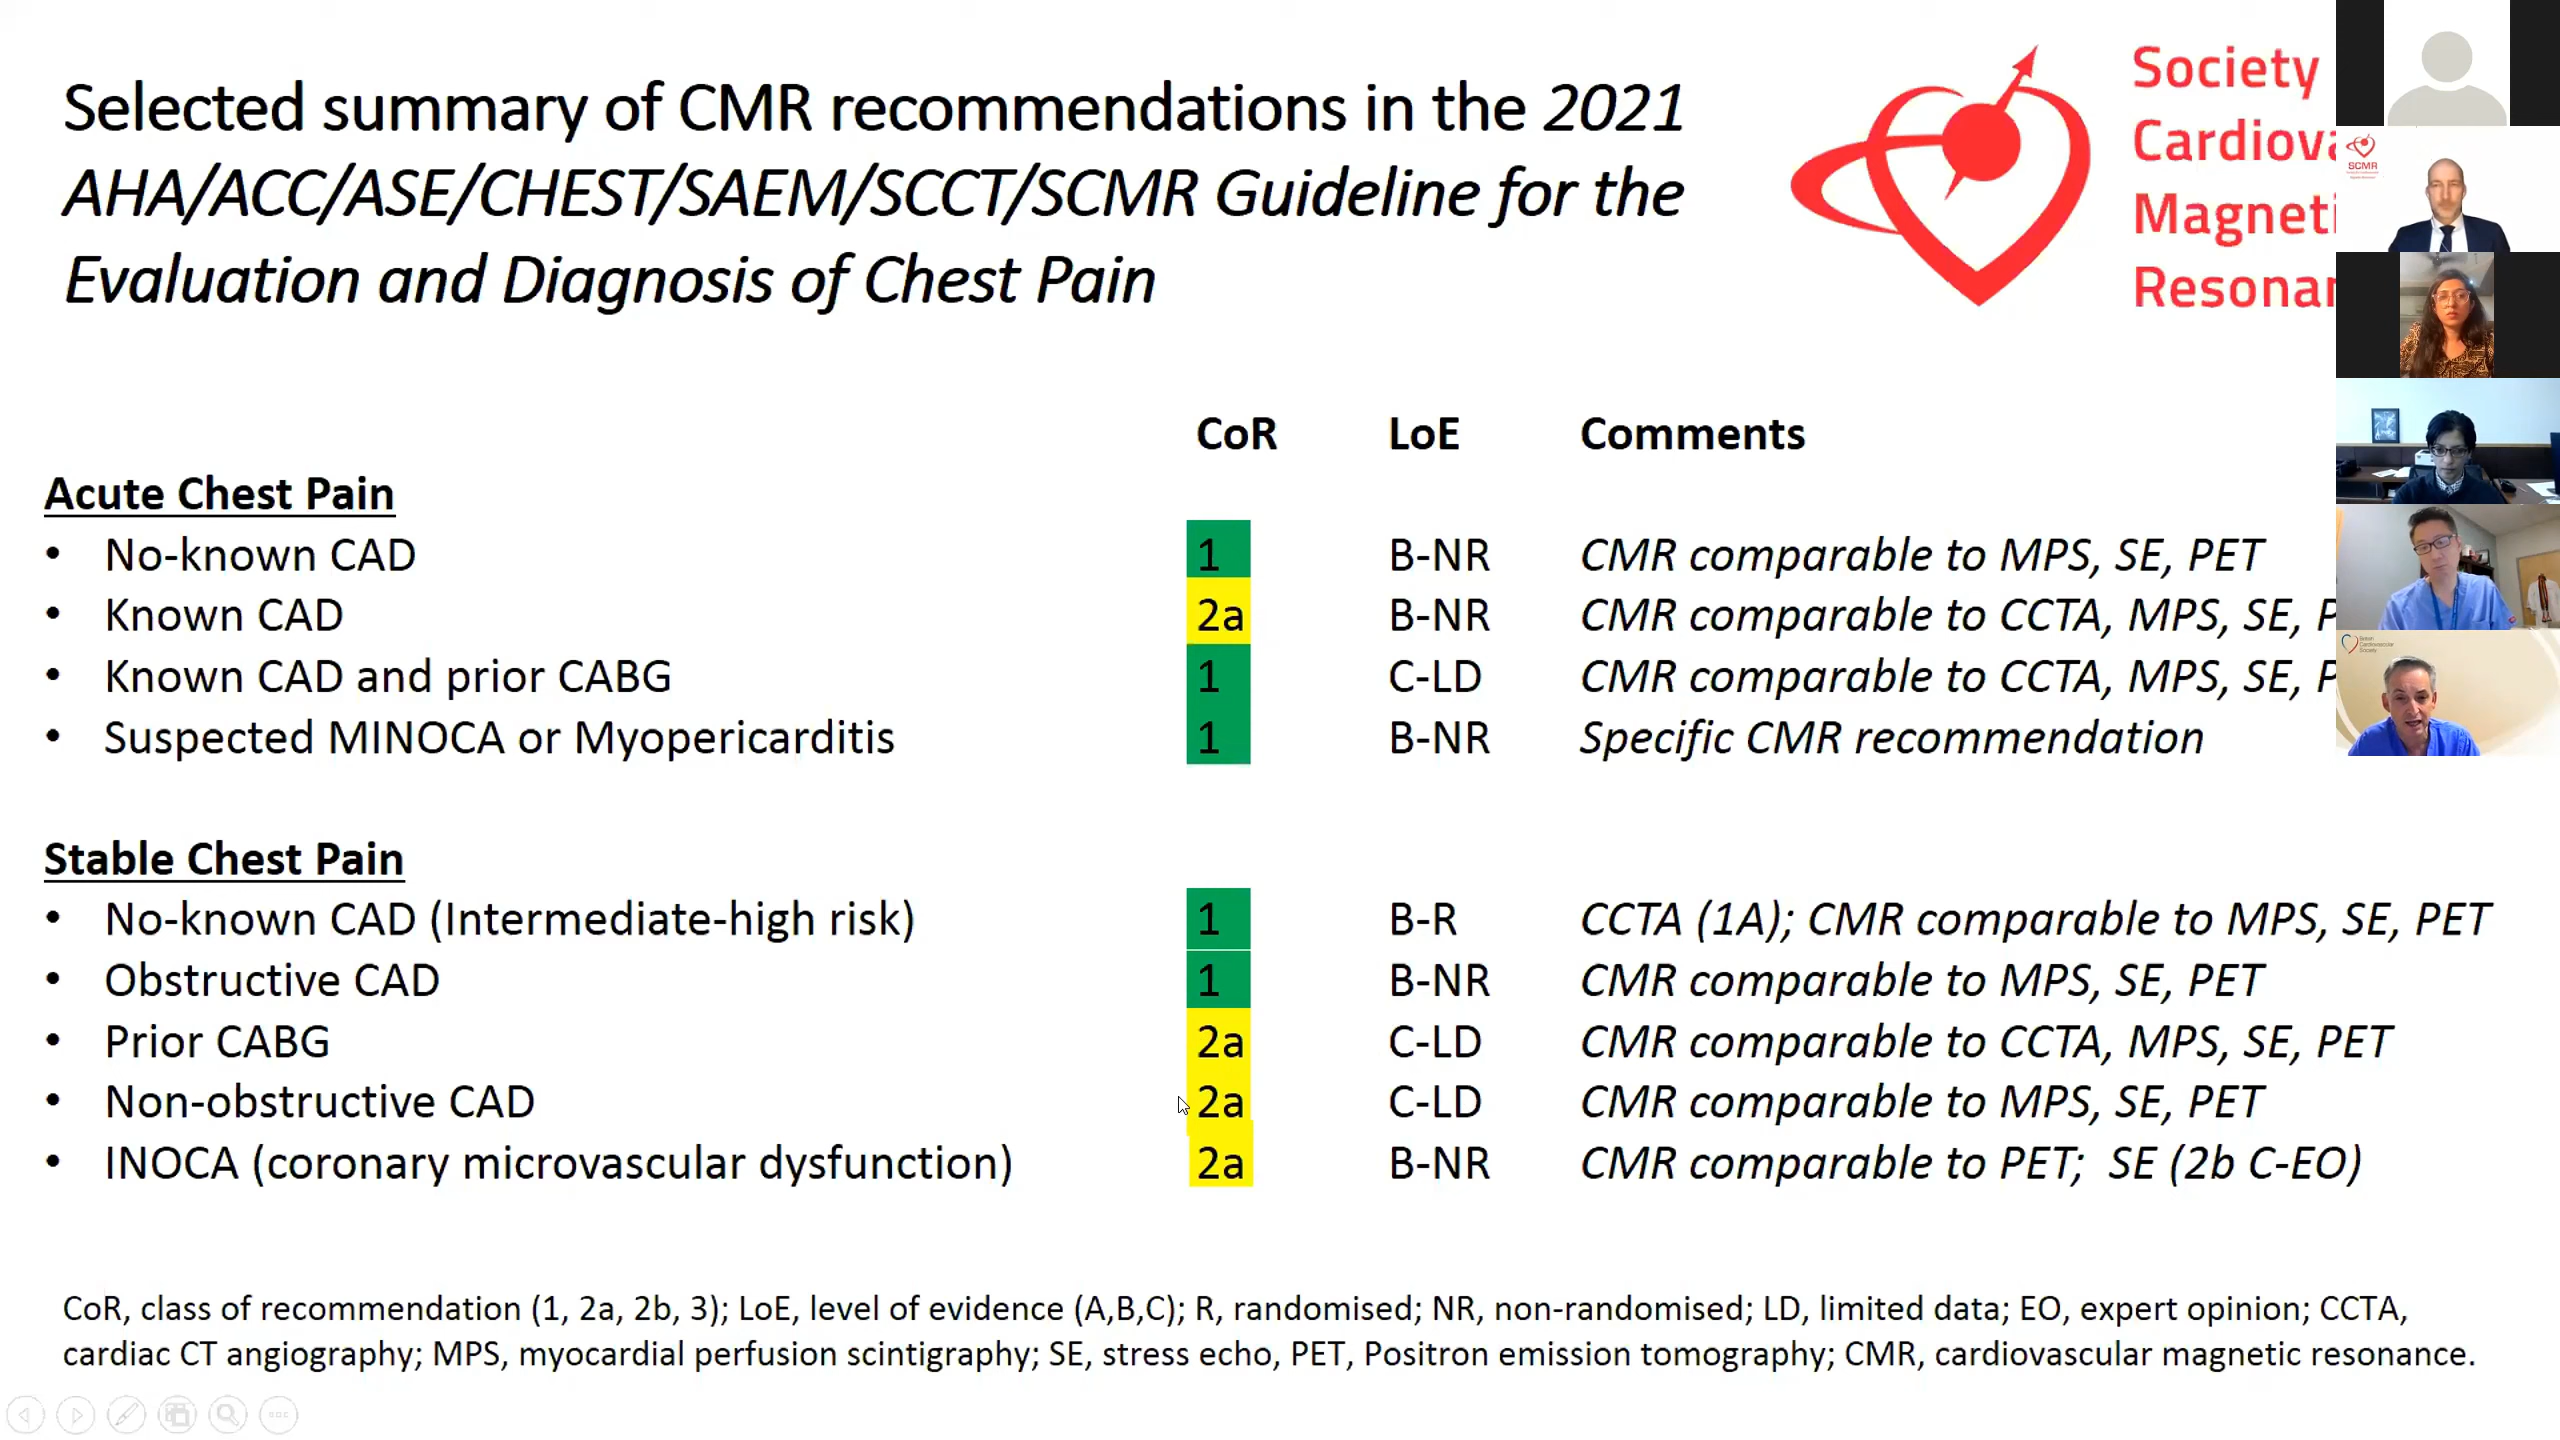 Selected summary of CMR recommendations in the 2021
AHA/ACC/ASE/CHEST/SAEM/SCCT/SCMR Guideline for the
Evaluation and Diagnosis of Chest Pain
Society
Cardiova
Magneti
Resonan
SCMR
CoR LoE Comments
Acute Chest Pain
• No-known CAD 1 B-NR CMR comparable to MPS, SE, PET
• Known CAD 2a B-NR CMR comparable to CCTA, MPS, SE, P
• Known CAD and prior CABG 1 C-LD CMR comparable to CCTA, MPS, SE, P
• Suspected MINOCA or Myopericarditis 1 B-NR Specific CMR recommendation
British
Cardiovascular
Society
Stable Chest Pain
• No-known CAD (Intermediate-high risk) 1 B-R CCTA (1A); CMR comparable to MPS, SE, PET
• Obstructive CAD 1 B-NR CMR comparable to MPS, SE, PET
• Prior CABG 2a C-LD CMR comparable to CCTA, MPS, SE, PET
• Non-obstructive CAD 2a C-LD CMR comparable to MPS, SE, PET
• INOCA (coronary microvascular dysfunction) 2a B-NR CMR comparable to PET; SE (2b C-EO)
CoR, class of recommendation (1, 2a, 2b, 3); LoE, level of evidence (A,B,C); R, randomised; NR, non-randomised; LD, limited data; EO, expert opinion; CCTA,
cardiac CT angiography; MPS, myocardial perfusion scintigraphy; SE, stress echo, PET, Positron emission tomography; CMR, cardiovascular magnetic resonance.